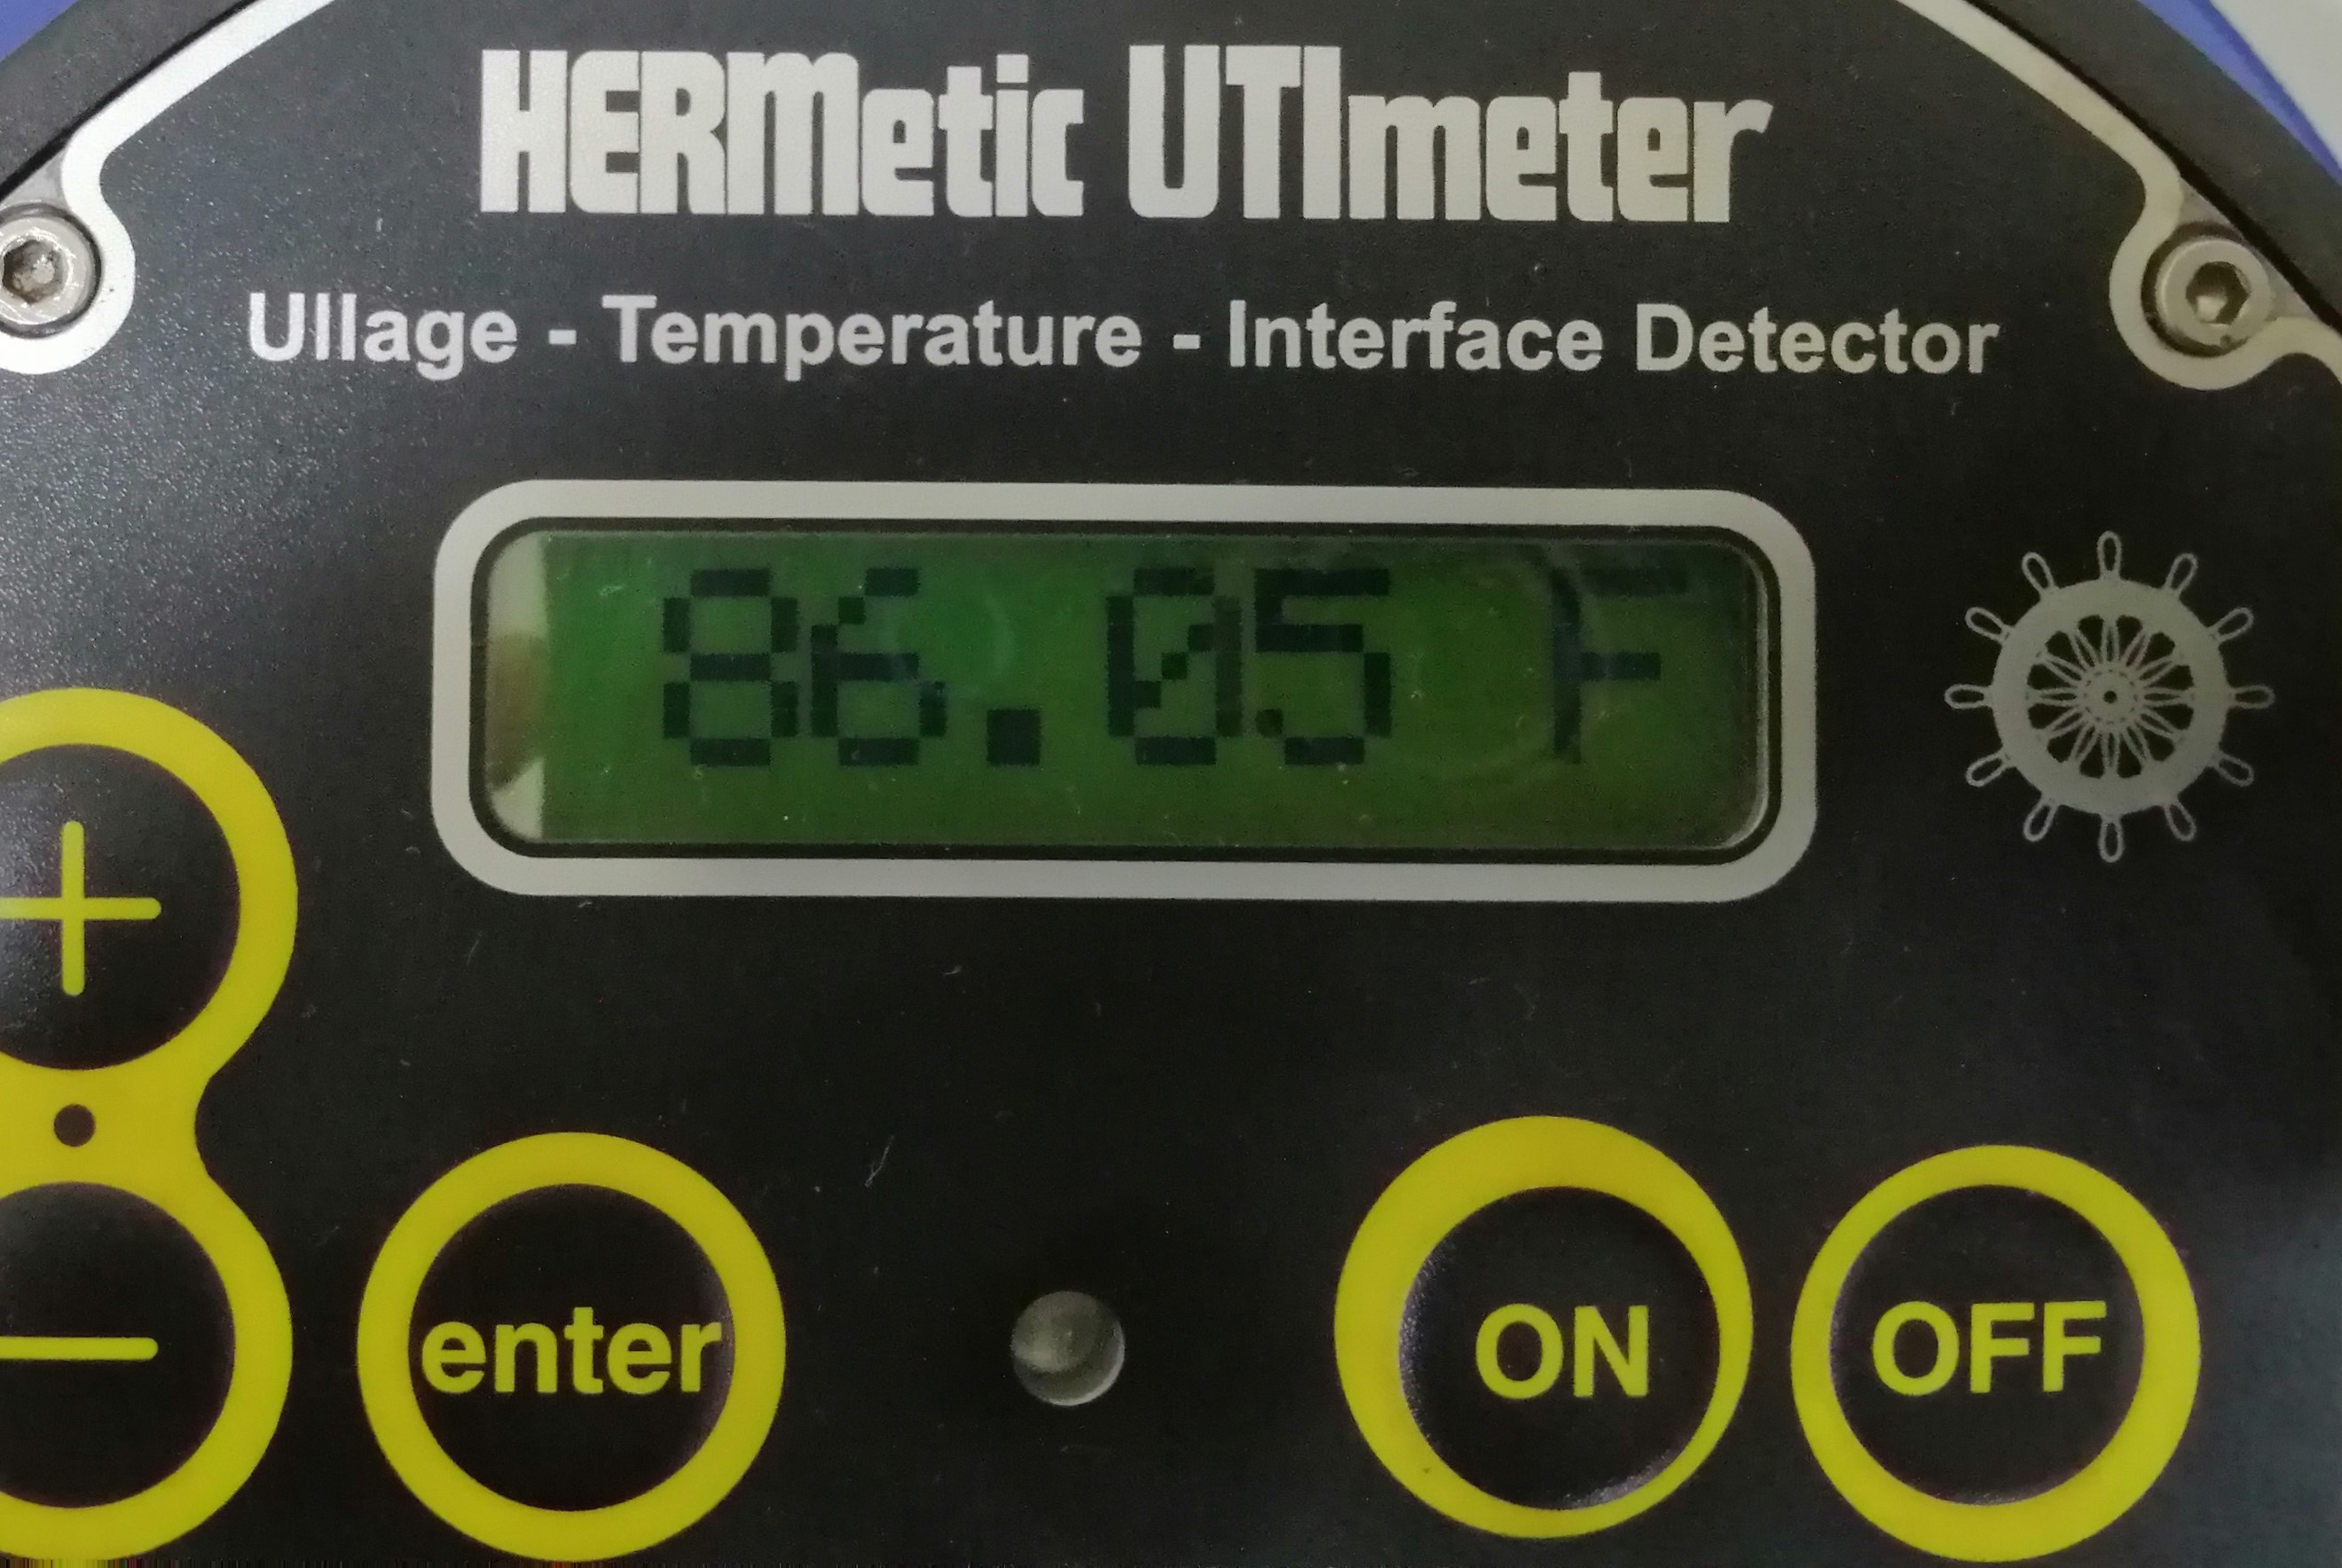 HERMetic UTImeter
Ullage - Temperature - Interface Detector
86.05 F
+
−
enter
ON
OFF